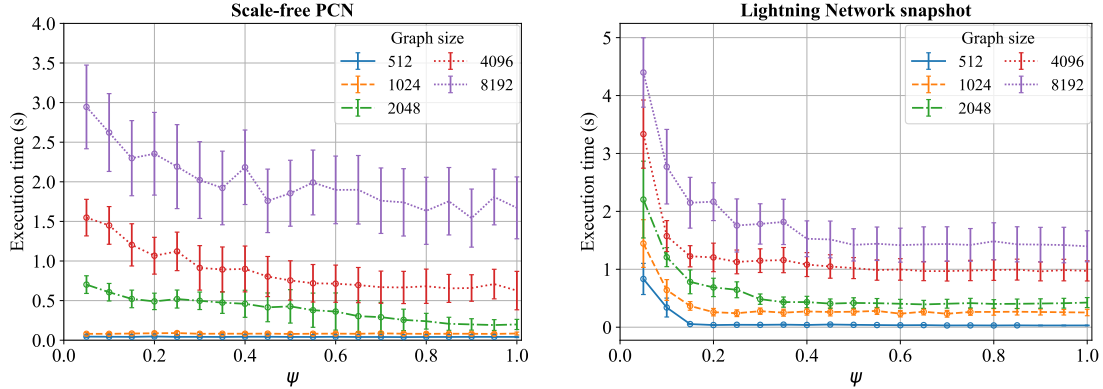 Scale-free PCN
Execution time (s)
4.0
3.5
3.0
2.5
2.0
1.5
1.0
0.5
0.0
Graph size
512
1024
2048
4096
8192
0.0 0.2 0.4 0.6 0.8 1.0
ψ
Lightning Network snapshot
Execution time (s)
5
4
3
2
1
0
Graph size
512
1024
2048
4096
8192
0.0 0.2 0.4 0.6 0.8 1.0
ψ